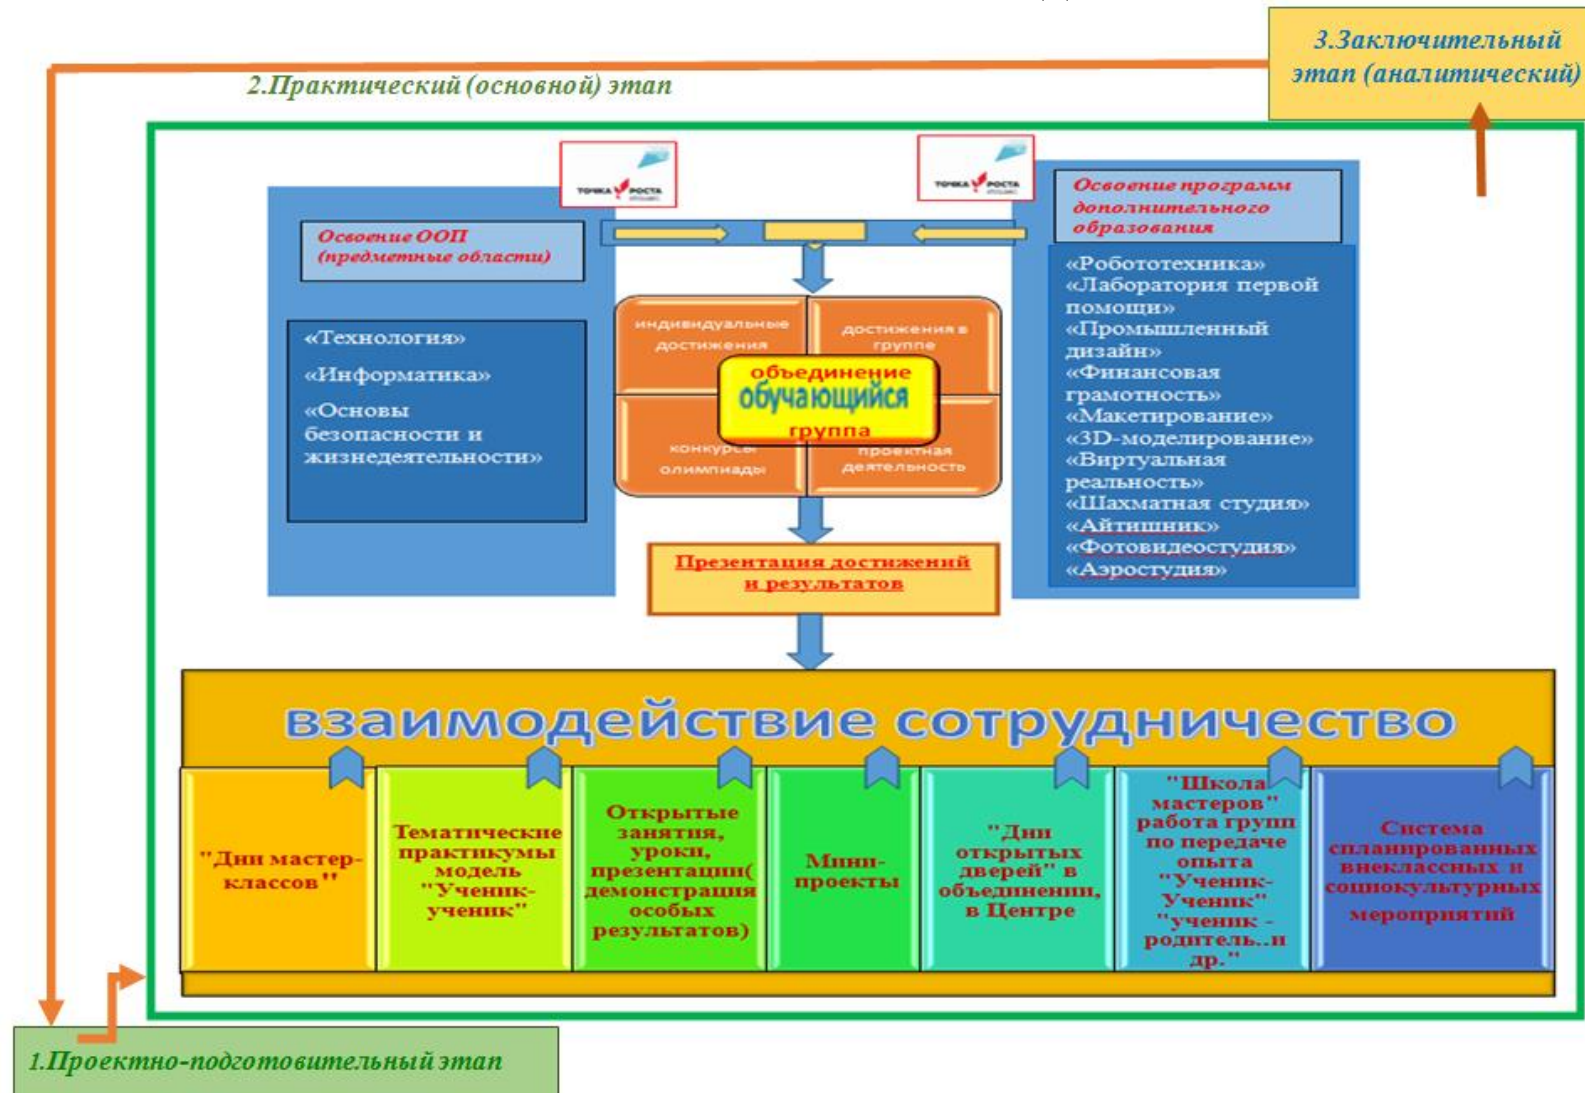 3.Заключительный
этап (аналитический)
2.Практический (основной) этап
ТОЧКА РОСТА
ТОЧКА РОСТА
Освоение ООП
(предметные области)
«Технология»
«Информатика»
«Основы
безопасности и
жизнедеятельности»
Освоение программ
дополнительного
образования
«Робототехника»
«Лаборатория первой
помощи»
«Промышленный
дизайн»
«Финансовая
грамотность»
«Макетирование»
«3D-моделирование»
«Виртуальная
реальность»
«Шахматная студия»
«Айтишник»
«Фотовидеостудия»
«Аэростудия»
индивидуальные
достижения
достижения в
группе
объединение
обучающийся
группа
конкурсы
олимпиады
проектная
деятельность
Презентация достижений
и результатов
взаимодействие сотрудничество
"Дни мастер-
классов"
Тематические
практикумы
модель
"Ученик-
ученик"
Открытые
занятия,
уроки,
презентации(
демонстрация
особых
результатов)
Мини-
проекты
"Дни
открытых
дверей" в
объединении,
в Центре
"Школа
мастеров"
работа групп
по передаче
опыта
"Ученик-
Ученик"
"ученик -
родитель..и
др."
Система
спланированных
внеклассных и
социокультурных
мероприятий
1.Проектно-подготовительный этап